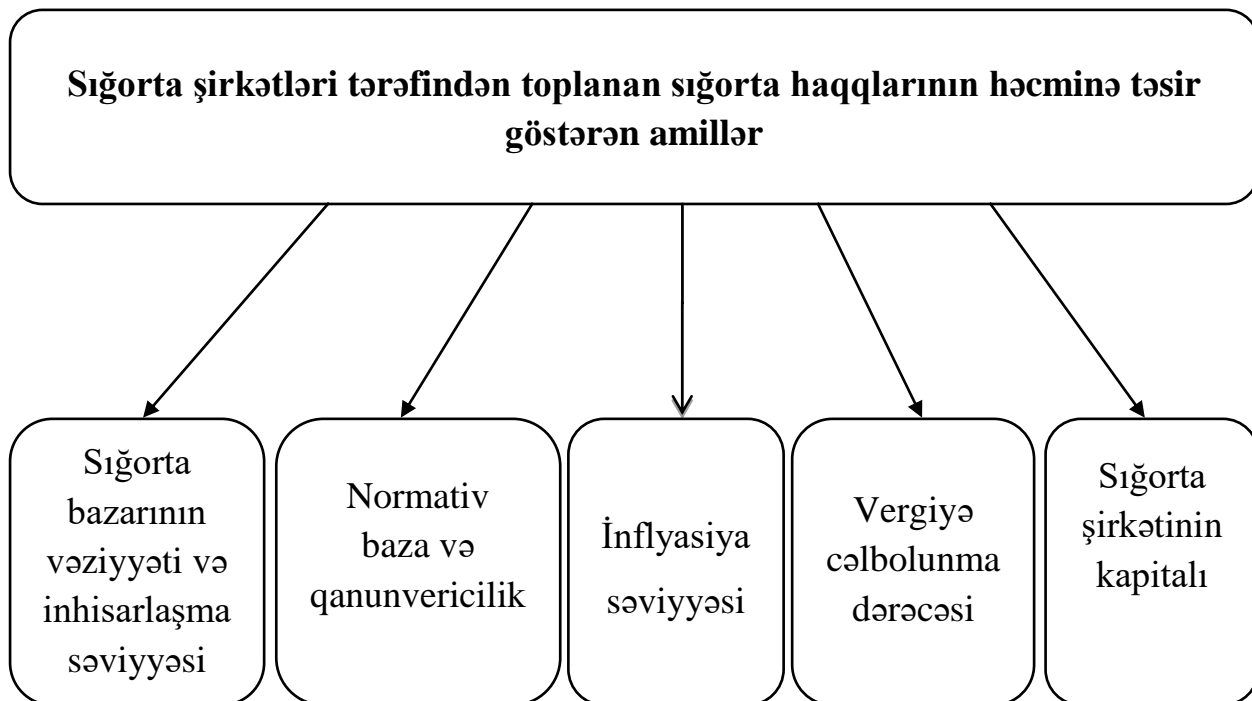 Sığorta şirkətləri tərəfindən toplanan sığorta haqqlarının həcminə təsir
göstərən amillər
Sığorta
bazarının
vəziyyəti və
inhisarlaşma
səviyyəsi
Normativ
baza və
qanunvericilik
İnflyasiya
səviyyəsi
Vergiyə
cəlbolunma
dərəcəsi
Sığorta
şirkətinin
kapitalı